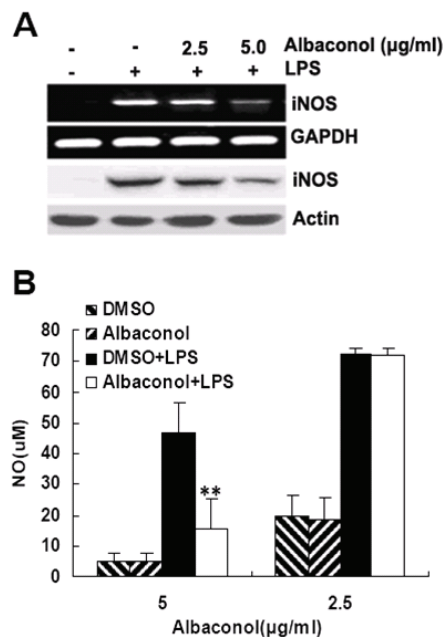 A
- - 2.5 5.0 Albaconol (µg/ml)
- + + + LPS
iNOS
GAPDH
iNOS
Actin
B
DMSO
Albaconol
DMSO+LPS
Albaconol+LPS
80
70
60
50
40
30
20
10
0
NO(uM)
**
5 2.5
Albaconol(µg/ml)